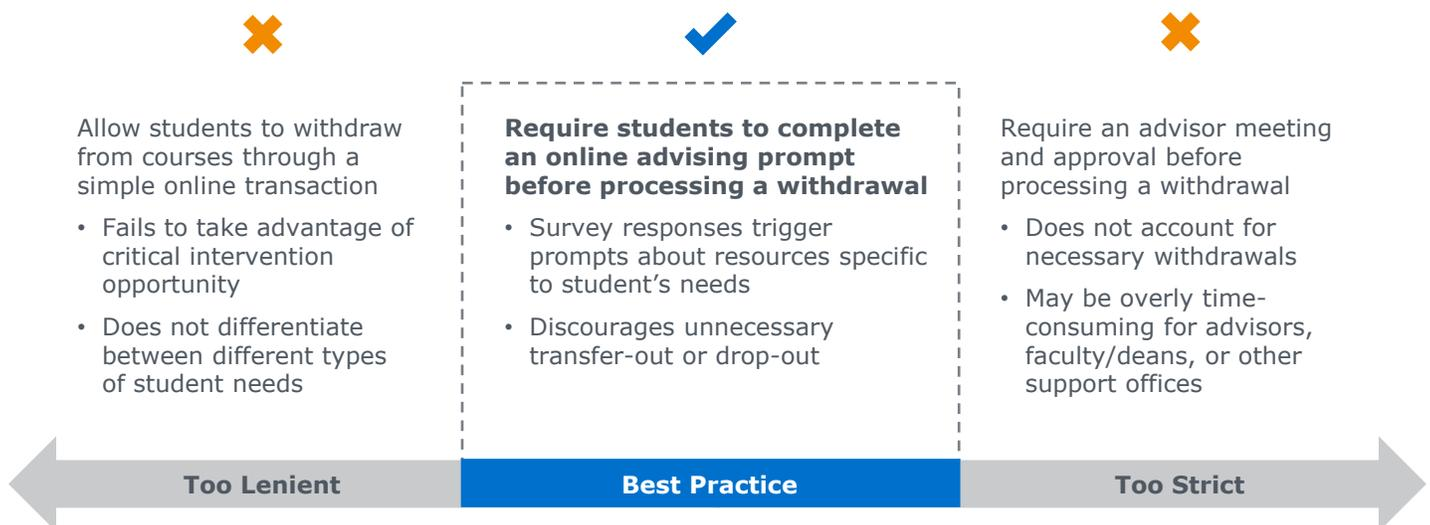 Allow students to withdraw
from courses through a
simple online transaction
• Fails to take advantage of
critical intervention
opportunity
• Does not differentiate
between different types
of student needs
Require students to complete
an online advising prompt
before processing a withdrawal
• Survey responses trigger
prompts about resources specific
to student’s needs
• Discourages unnecessary
transfer-out or drop-out
Require an advisor meeting
and approval before
processing a withdrawal
• Does not account for
necessary withdrawals
• May be overly time-
consuming for advisors,
faculty/deans, or other
support offices
Too Lenient
Best Practice
Too Strict